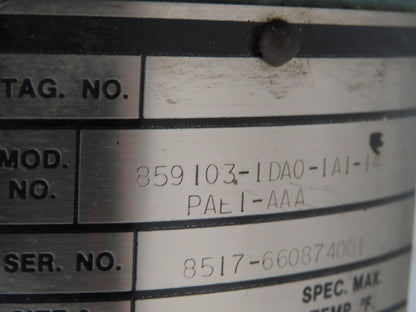 TAG. NO.
MOD. NO. 859103-1DA0-1A1-14
PAE1-AAA
SER. NO. 8517-660874001
SPEC. MAX.
TEMP. °F.